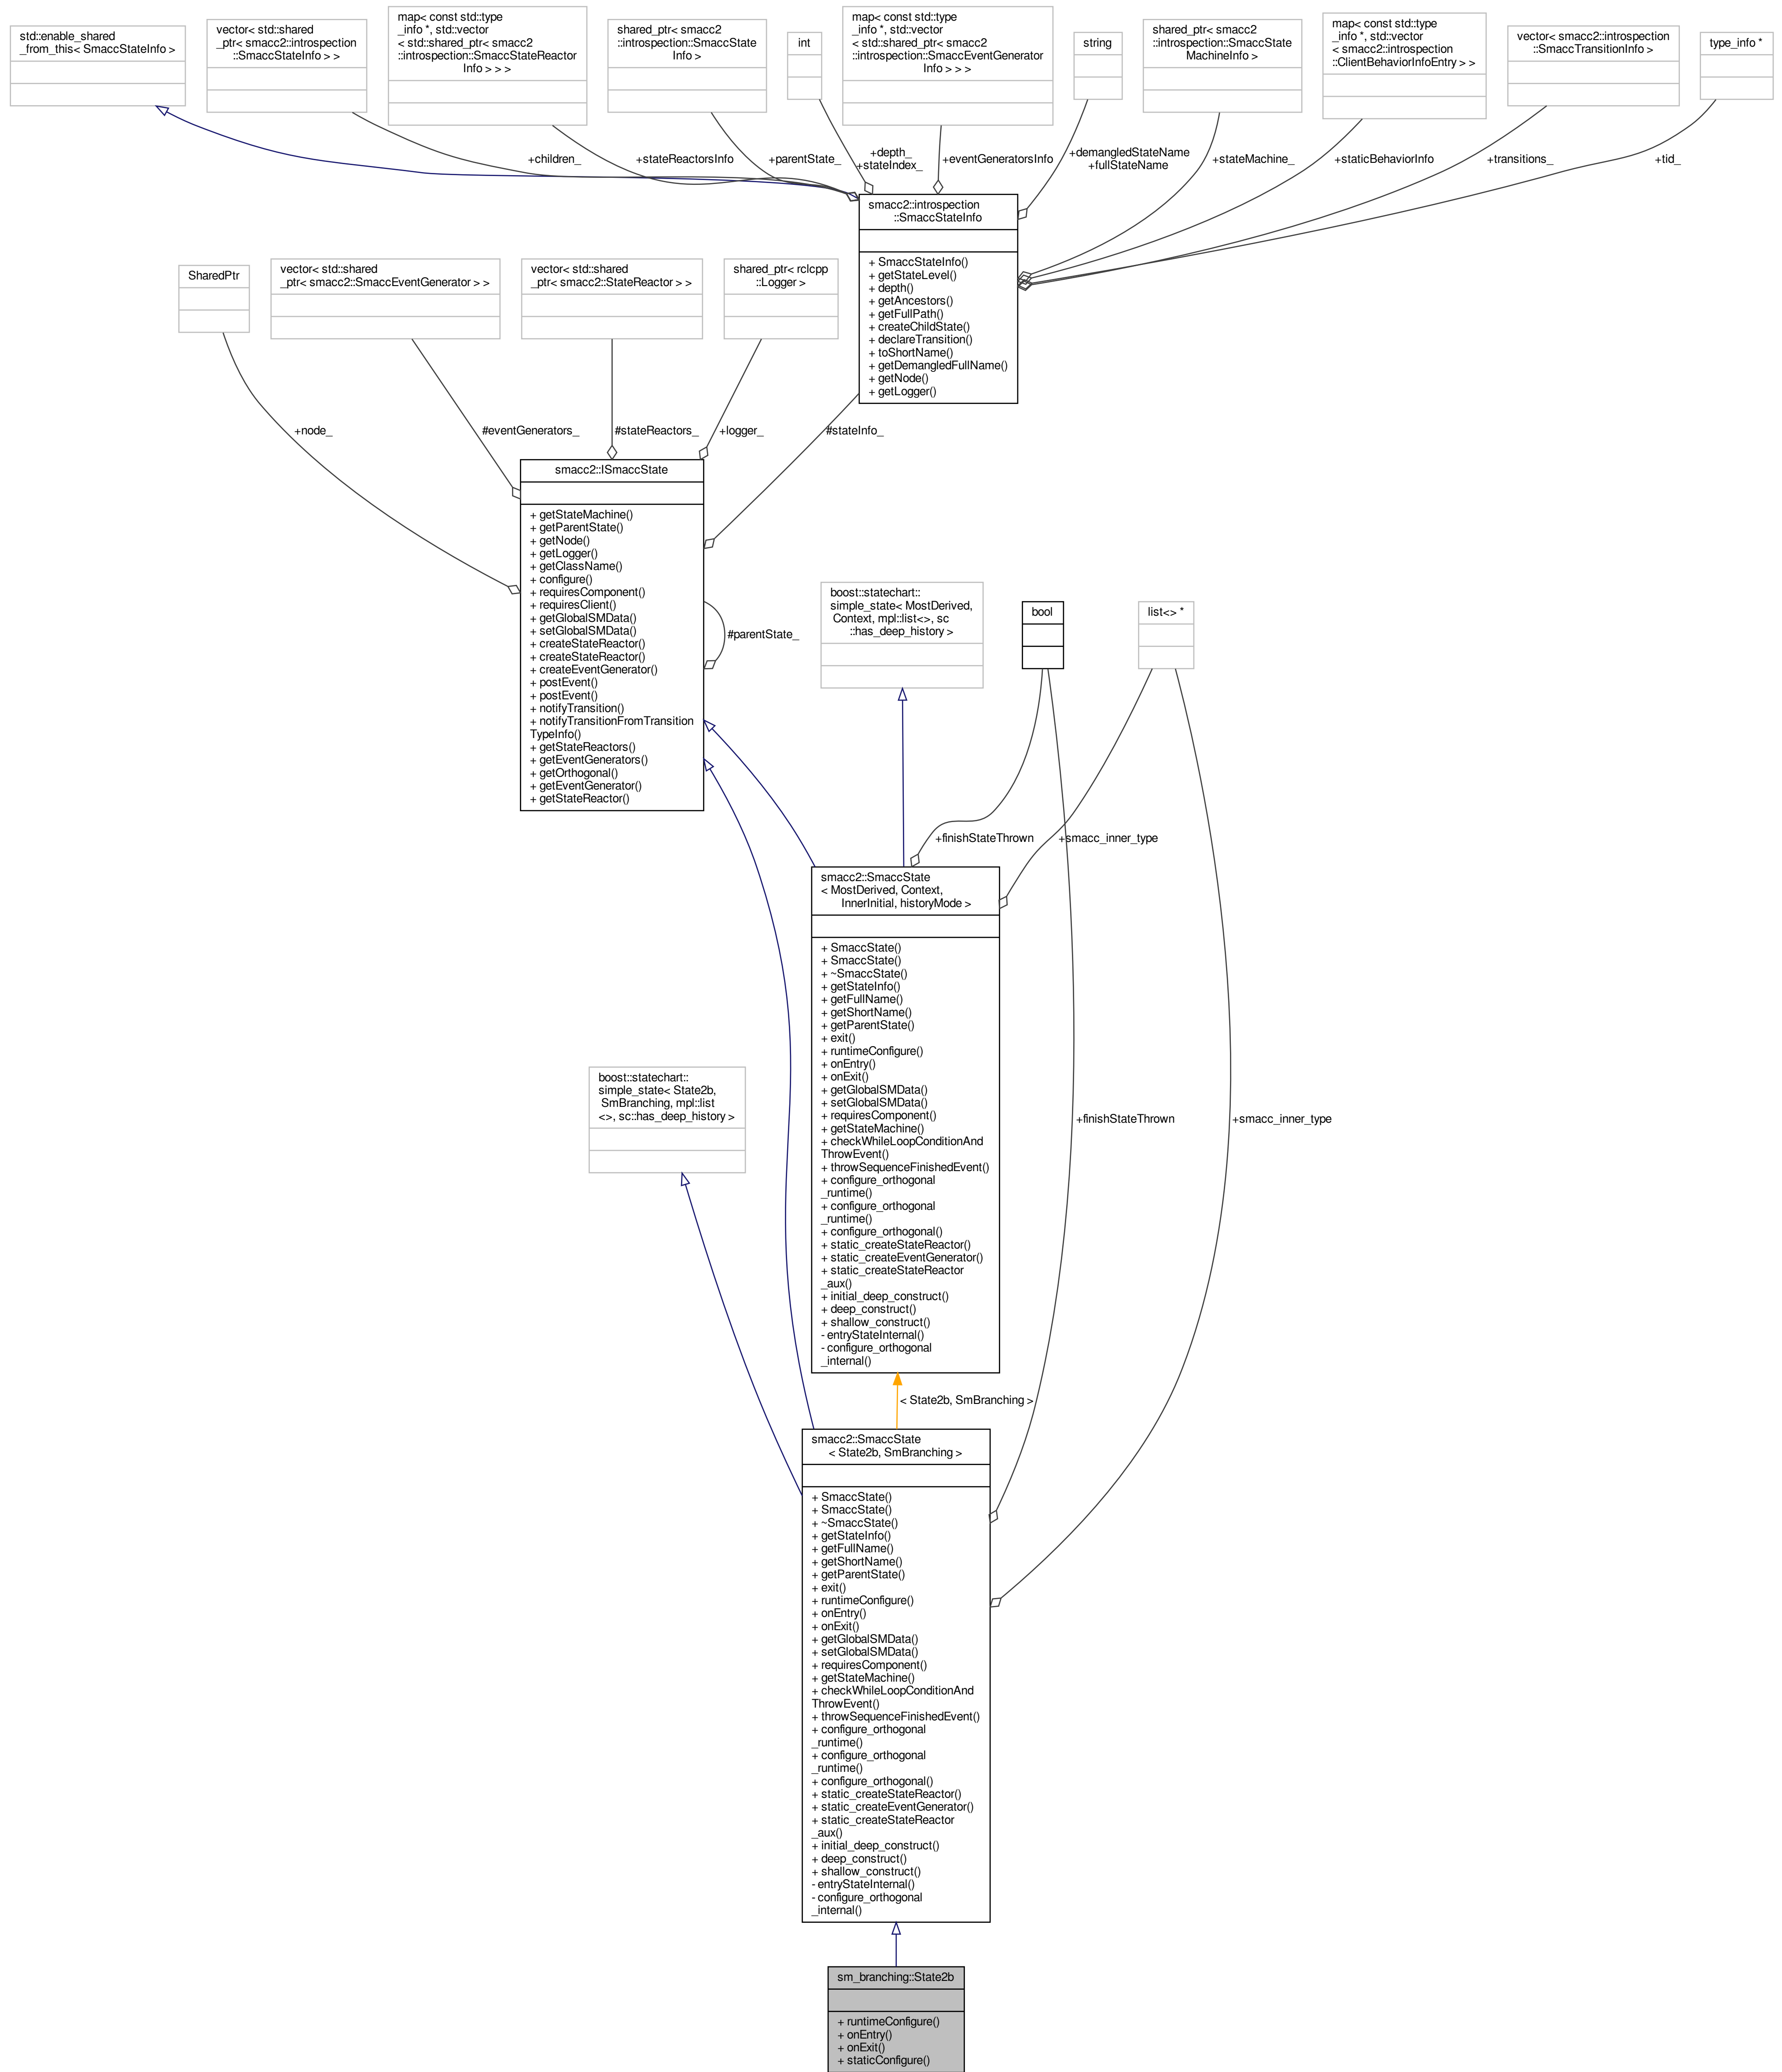 std::enable_shared
_from_this< SmaccStateInfo >
vector< std::shared
_ptr< smacc2::introspection
::SmaccStateInfo > >
map< const std::type
_info *, std::vector
< std::shared_ptr< smacc2
::introspection::SmaccStateReactor
Info > > >
shared_ptr< smacc2
::introspection::SmaccState
Info >
int
map< const std::type
_info *, std::vector
< std::shared_ptr< smacc2
::introspection::SmaccEventGenerator
Info > > >
string
shared_ptr< smacc2
::introspection::SmaccState
MachineInfo >
map< const std::type
_info *, std::vector
< smacc2::introspection
::ClientBehaviorInfoEntry > >
vector< smacc2::introspection
::SmaccTransitionInfo >
type_info *
+children_
+stateReactorsInfo
+parentState_
+depth_
+stateIndex_
+eventGeneratorsInfo
+demangledStateName
+fullStateName
+stateMachine_
+staticBehaviorInfo
+transitions_
+tid_
smacc2::introspection
::SmaccStateInfo
+ SmaccStateInfo()
+ getStateLevel()
+ depth()
+ getAncestors()
+ getFullPath()
+ createChildState()
+ declareTransition()
+ toShortName()
+ getDemangledFullName()
+ getNode()
+ getLogger()
SharedPtr
vector< std::shared
_ptr< smacc2::SmaccEventGenerator > >
vector< std::shared
_ptr< smacc2::StateReactor > >
shared_ptr< rclcpp
::Logger >
+node_
#eventGenerators_
#stateReactors_
+logger_
#stateInfo_
smacc2::ISmaccState
+ getStateMachine()
+ getParentState()
+ getNode()
+ getLogger()
+ getClassName()
+ configure()
+ requiresComponent()
+ requiresClient()
+ getGlobalSMData()
+ setGlobalSMData()
+ createStateReactor()
+ createStateReactor()
+ createEventGenerator()
+ postEvent()
+ postEvent()
+ notifyTransition()
+ notifyTransitionFromTransition
TypeInfo()
+ getStateReactors()
+ getEventGenerators()
+ getOrthogonal()
+ getEventGenerator()
+ getStateReactor()
#parentState_
boost::statechart::
simple_state< MostDerived,
Context, mpl::list<>, sc
::has_deep_history >
bool
list<> *
+finishStateThrown
+smacc_inner_type
smacc2::SmaccState
< MostDerived, Context,
InnerInitial, historyMode >
+ SmaccState()
+ SmaccState()
+ ~SmaccState()
+ getStateInfo()
+ getFullName()
+ getShortName()
+ getParentState()
+ exit()
+ runtimeConfigure()
+ onEntry()
+ onExit()
+ getGlobalSMData()
+ setGlobalSMData()
+ requiresComponent()
+ getStateMachine()
+ checkWhileLoopConditionAnd
ThrowEvent()
+ throwSequenceFinishedEvent()
+ configure_orthogonal
_runtime()
+ configure_orthogonal
_runtime()
+ configure_orthogonal()
+ static_createStateReactor()
+ static_createEventGenerator()
+ static_createStateReactor
_aux()
+ initial_deep_construct()
+ deep_construct()
+ shallow_construct()
- entryStateInternal()
- configure_orthogonal
_internal()
boost::statechart::
simple_state< State2b,
SmBranching, mpl::list
<>, sc::has_deep_history >
+finishStateThrown
+smacc_inner_type
< State2b, SmBranching >
smacc2::SmaccState
< State2b, SmBranching >
+ SmaccState()
+ SmaccState()
+ ~SmaccState()
+ getStateInfo()
+ getFullName()
+ getShortName()
+ getParentState()
+ exit()
+ runtimeConfigure()
+ onEntry()
+ onExit()
+ getGlobalSMData()
+ setGlobalSMData()
+ requiresComponent()
+ getStateMachine()
+ checkWhileLoopConditionAnd
ThrowEvent()
+ throwSequenceFinishedEvent()
+ configure_orthogonal
_runtime()
+ configure_orthogonal
_runtime()
+ configure_orthogonal()
+ static_createStateReactor()
+ static_createEventGenerator()
+ static_createStateReactor
_aux()
+ initial_deep_construct()
+ deep_construct()
+ shallow_construct()
- entryStateInternal()
- configure_orthogonal
_internal()
sm_branching::State2b
+ runtimeConfigure()
+ onEntry()
+ onExit()
+ staticConfigure()